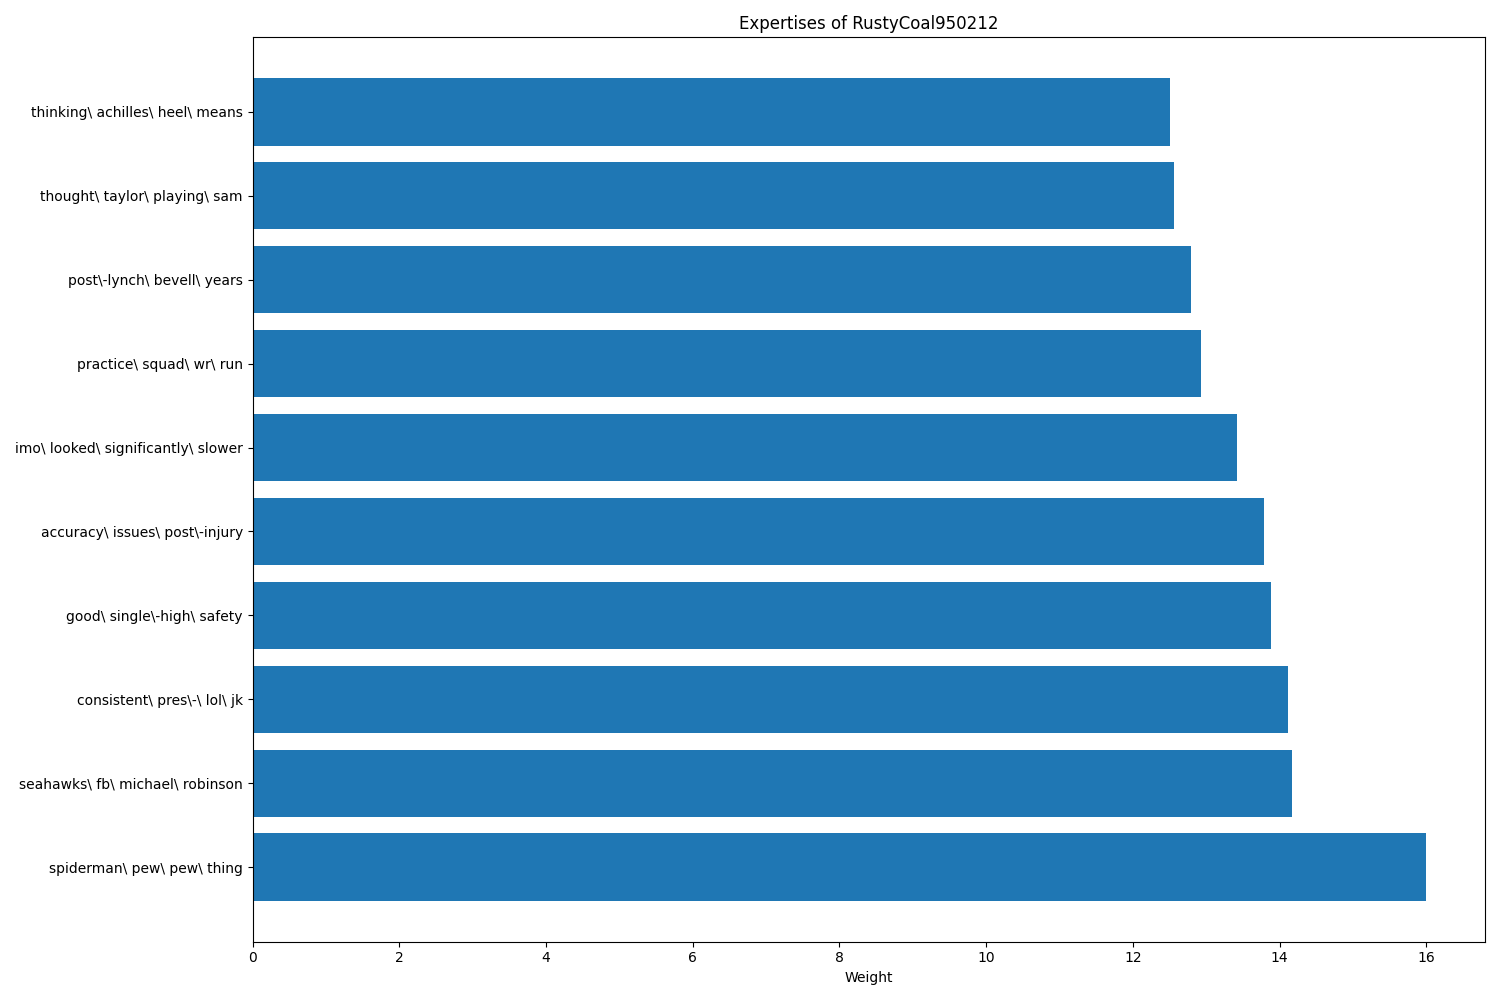 Expertises of RustyCoal950212
thinking\ achilles\ heel\ means
thought\ taylor\ playing\ sam
post\-lynch\ bevell\ years
practice\ squad\ wr\ run
imo\ looked\ significantly\ slower
accuracy\ issues\ post\-injury
good\ single\-high\ safety
consistent\ pres\-\ lol\ jk
seahawks\ fb\ michael\ robinson
spiderman\ pew\ pew\ thing
0 2 4 6 8 10 12 14 16
Weight